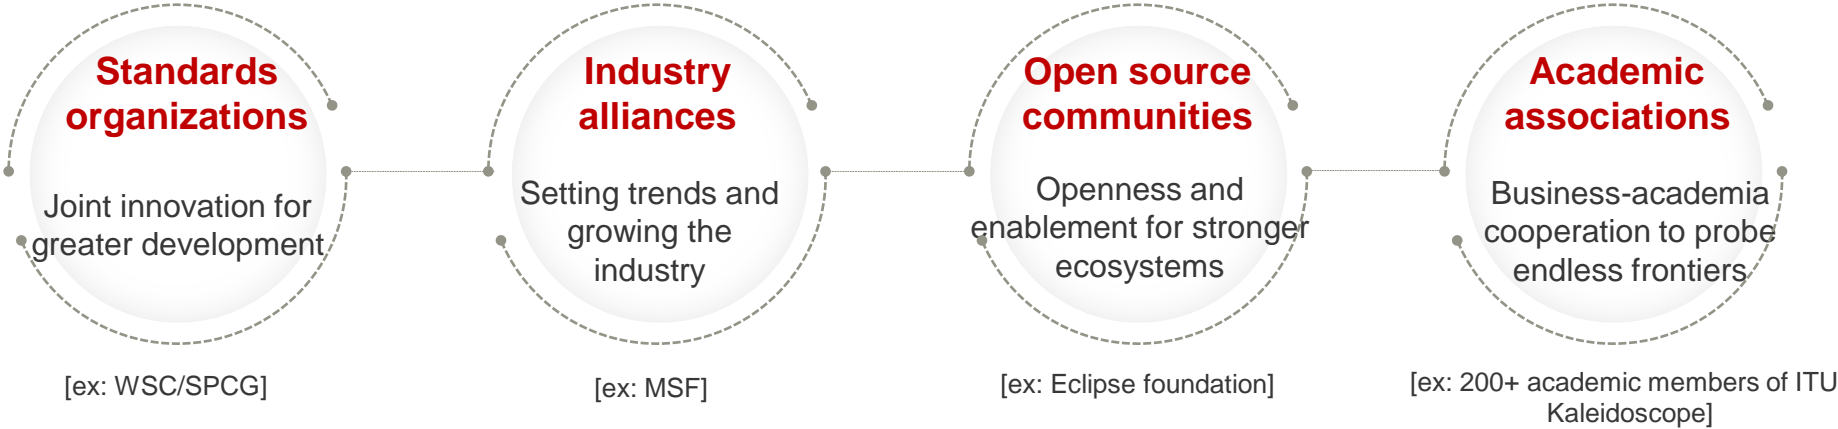 Standards
organizations
Joint innovation for
greater development
[ex: WSC/SPCG]
Industry
alliances
Setting trends and
growing the
industry
[ex: MSF]
Open source
communities
Openness and
enablement for stronger
ecosystems
[ex: Eclipse foundation]
Academic
associations
Business-academia
cooperation to probe
endless frontiers
[ex: 200+ academic members of ITU
Kaleidoscope]